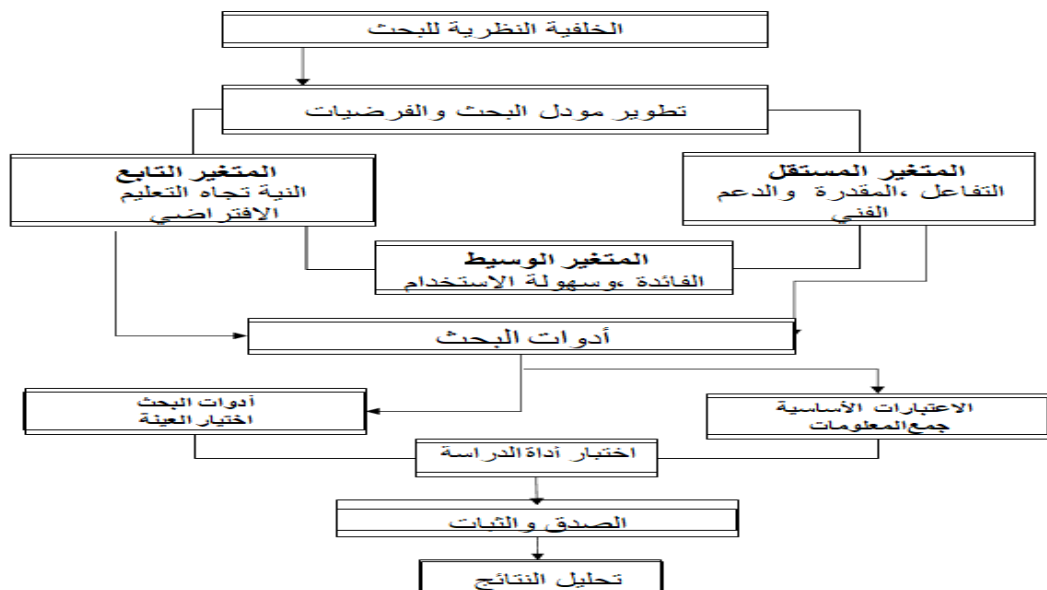 الخلفية النظرية للبحث
تطوير مودل البحث والفرضيات
المتغير المستقل
التفاعل ،المقدرة والدعم
الفني
المتغير التابع
النية تجاه التعليم
الافتراضي
المتغير الوسيط
الفائدة ،وسهولة الاستخدام
أدوات البحث
الاعتبارات الأساسية
جمع المعلومات
أدوات البحث
اختيار العينة
اختبار أداة الدراسة
الصدق والثبات
تحليل النتائج